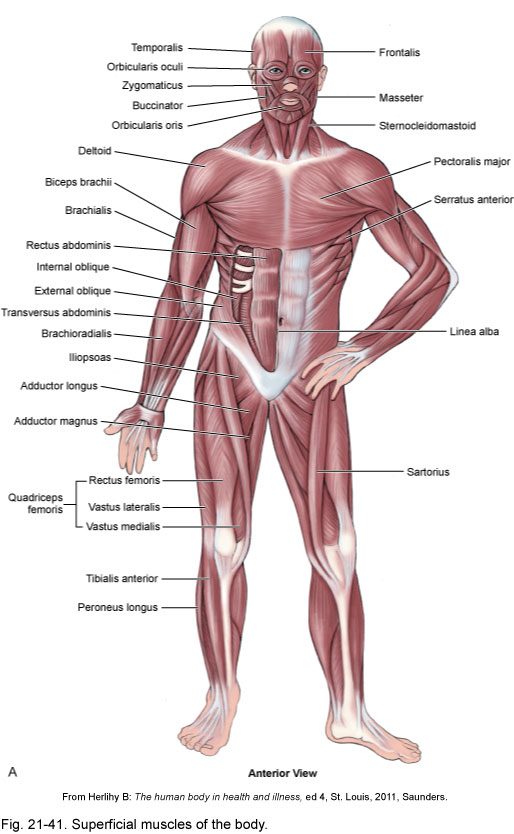 Temporalis
Orbicularis oculi
Zygomaticus
Buccinator
Orbicularis oris
Frontalis
Masseter
Sternocleidomastoid
Deltoid
Biceps brachii
Brachialis
Rectus abdominis
Internal oblique
External oblique
Transversus abdominis
Brachioradialis
Iliopsoas
Adductor longus
Adductor magnus
Pectoralis major
Serratus anterior
Linea alba
Quadriceps
femoris
Rectus femoris
Vastus lateralis
Vastus medialis
Sartorius
Tibialis anterior
Peroneus longus
A
Anterior View
From Herlihy B: The human body in health and illness, ed 4, St. Louis, 2011, Saunders.
Fig. 21-41. Superficial muscles of the body.